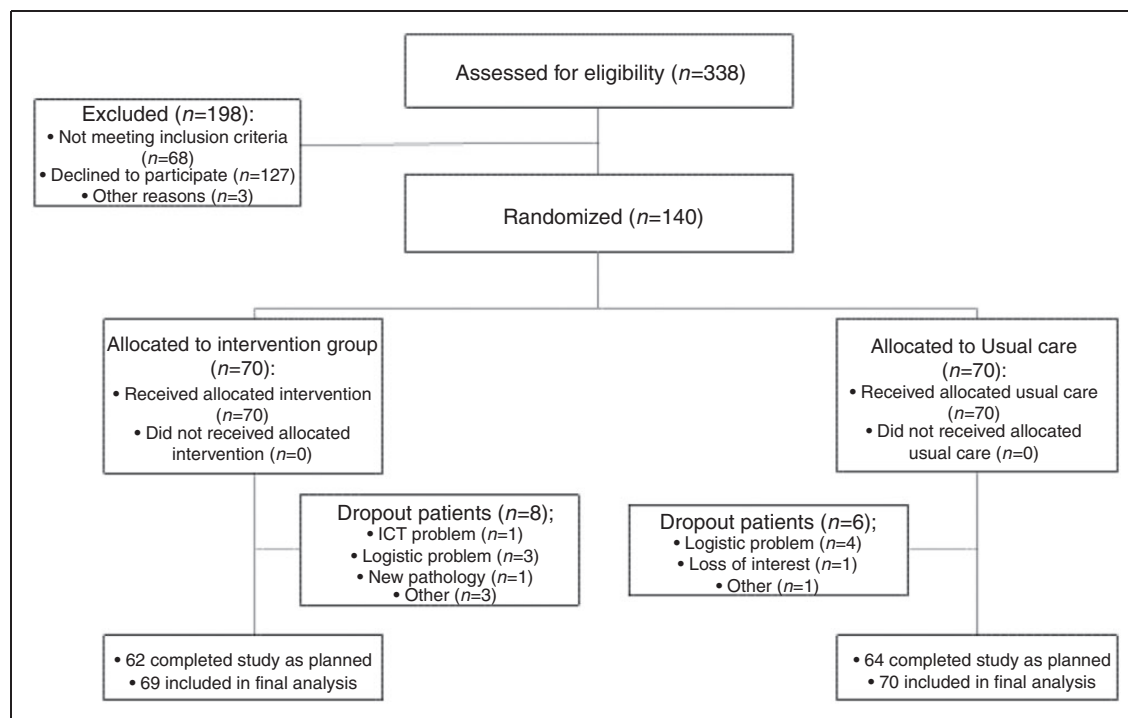 Assessed for eligibility (n=338)
Excluded (n=198):
• Not meeting inclusion criteria
(n=68)
• Declined to participate (n=127)
• Other reasons (n=3)
Randomized (n=140)
Allocated to intervention group
(n=70):
• Received allocated intervention
(n=70)
• Did not received allocated
intervention (n=0)
Allocated to Usual care
(n=70):
• Received allocated usual care
(n=70)
• Did not received allocated
usual care (n=0)
Dropout patients (n=8);
• ICT problem (n=1)
• Logistic problem (n=3)
• New pathology (n=1)
• Other (n=3)
Dropout patients (n=6);
• Logistic problem (n=4)
• Loss of interest (n=1)
• Other (n=1)
• 62 completed study as planned
• 69 included in final analysis
• 64 completed study as planned
• 70 included in final analysis